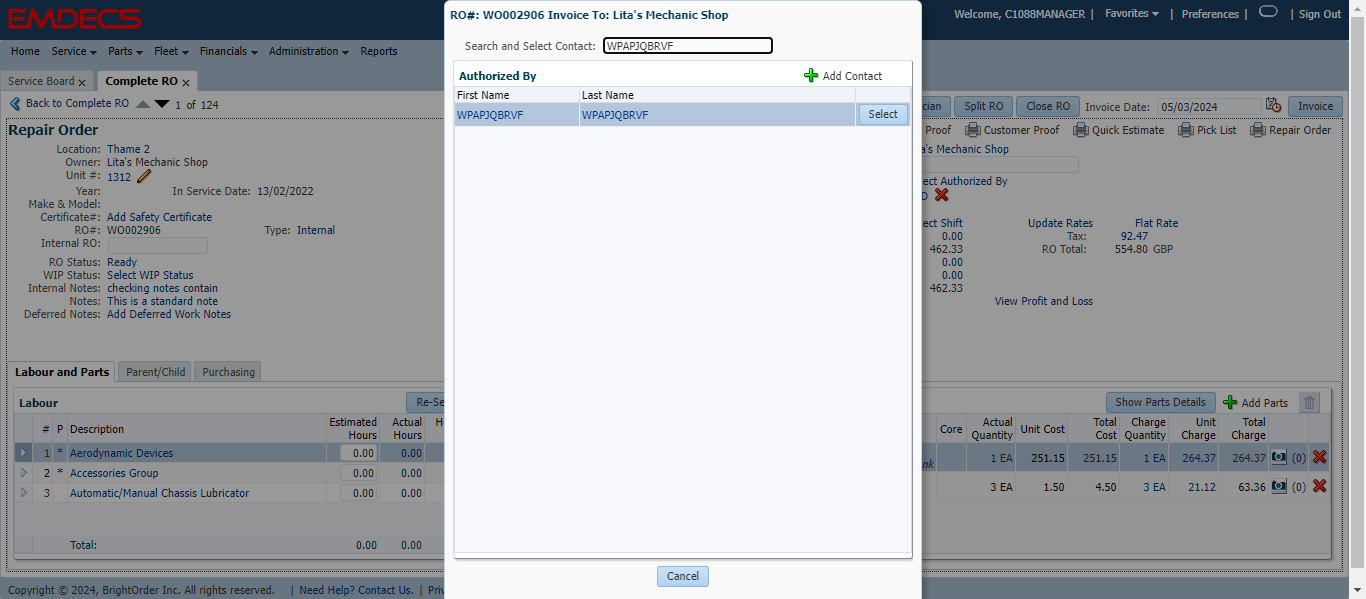 EMDECS
Welcome, C1088MANAGER | Favorites | Preferences | | Sign Out
Home Service Parts Fleet Financials Administration Reports
Service Board x Complete RO x
Back to Complete RO 1 of 124
Split RO Close RO Invoice Date: 05/03/2024 Invoice
Proof Customer Proof Quick Estimate Pick List Repair Order
Repair Order
Location: Thame 2
Owner: Lita's Mechanic Shop
Unit #: 1312
Year: In Service Date: 13/02/2022
Make & Model:
Certificate#: Add Safety Certificate
RO#: WO002906 Type: Internal
Internal RO:
RO Status: Ready
WIP Status: Select WIP Status
Internal Notes: checking notes contain
Notes: This is a standard note
Deferred Notes: Add Deferred Work Notes
RO#: WO002906 Invoice To: Lita's Mechanic Shop
Search and Select Contact: WPAPJQBRVF
Authorized By Add Contact
First Name Last Name
WPAPJQBRVF WPAPJQBRVF Select
Cancel
's Mechanic Shop
Authorized By
Shift Update Rates Flat Rate
0.00 Tax: 92.47
462.33 RO Total: 554.80 GBP
0.00
0.00
462.33
View Profit and Loss
Labour and Parts Parent/Child Purchasing
Labour Re-Se
Show Parts Details Add Parts
# P Description Estimated Hours Actual Hours H
1 * Aerodynamic Devices 0.00 0.00
2 * Accessories Group 0.00 0.00
3 Automatic/Manual Chassis Lubricator 0.00 0.00
Total: 0.00 0.00
Core Actual Quantity Unit Cost Total Cost Charge Quantity Unit Charge Total Charge
nk 1 EA 251.15 251.15 1 EA 264.37 264.37 (0)
3 EA 1.50 4.50 3 EA 21.12 63.36 (0)
Copyright © 2024, BrightOrder Inc. All rights reserved. | Need Help? Contact Us. | Priv